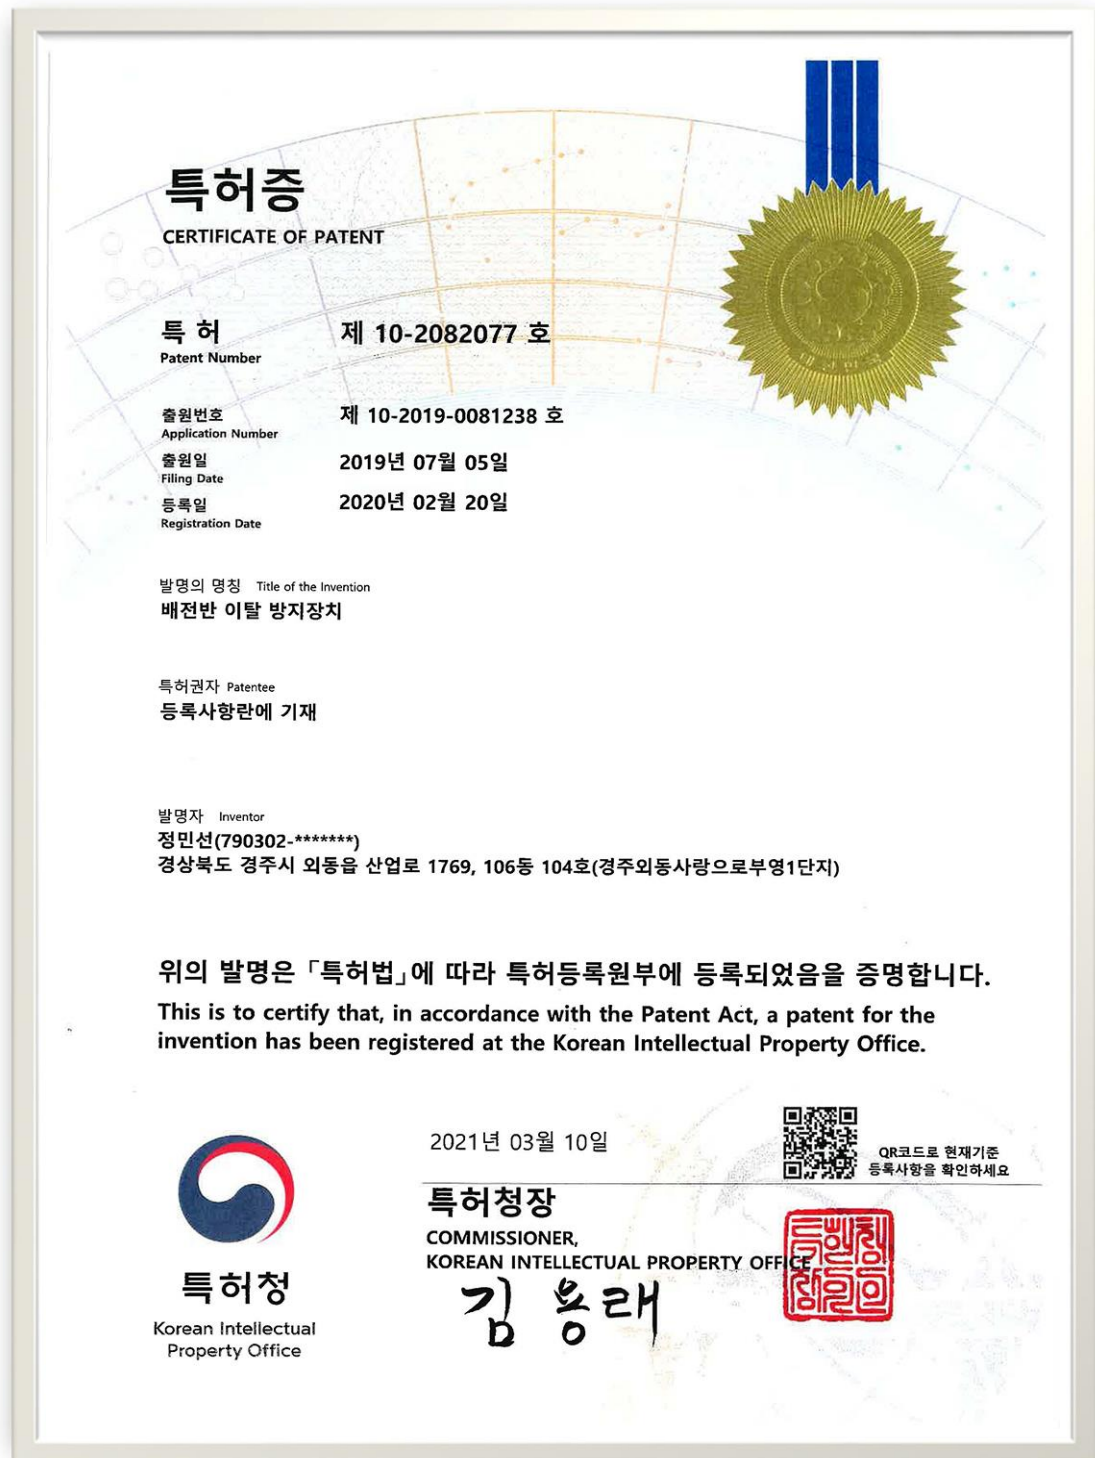 특허증
CERTIFICATE OF PATENT
특 허 제 10-2082077 호
Patent Number
출원번호 제 10-2019-0081238 호
Application Number
출원일 2019년 07월 05일
Filing Date
등록일 2020년 02월 20일
Registration Date
발명의 명칭 Title of the Invention
배전반 이탈 방지장치
특허권자 Patentee
등록사항란에 기재
발명자 Inventor
정민선(790302-*******)
경상북도 경주시 외동읍 산업로 1769, 106동 104호(경주외동사랑으로부영1단지)
위의 발명은 「특허법」에 따라 특허등록원부에 등록되었음을 증명합니다.
This is to certify that, in accordance with the Patent Act, a patent for the
invention has been registered at the Korean Intellectual Property Office.
2021년 03월 10일
QR코드로 현재기준
등록사항을 확인하세요
특허청장
COMMISSIONER,
KOREAN INTELLECTUAL PROPERTY OFFICE
김용래
특허청
Korean Intellectual
Property Office